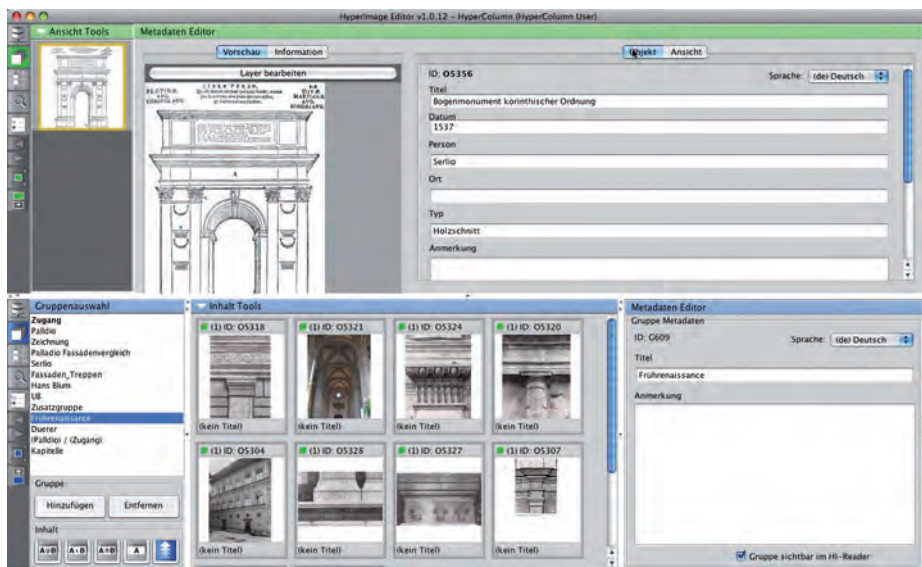 HyperImage Editor v1.0.12 – HyperColumn (HyperColumn User)
Ansicht Tools
Metadaten Editor
Vorschau Information
Layer bearbeiten
Objekt Ansicht
ID: O5356
Sprache: (de) Deutsch
Titel
Bogenmonument korinthischer Ordnung
Datum
1537
Person
Serlio
Ort
Typ
Holzschnitt
Anmerkung
Gruppenauswahl
Zugang
Palldio
Zeichnung
Palladio Fassadenvergleich
Serlio
Fassaden_Treppen
Hans Blum
UB
Zusatzgruppe
Frührenaissance
Duerer
(Palldio) / (Zugang)
Kapitelle
Gruppe
Hinzufügen Entfernen
Inhalt
Inhalt Tools
(1) ID: O5318
(kein Titel)
(1) ID: O5321
(kein Titel)
(1) ID: O5324
(kein Titel)
(1) ID: O5320
(kein Titel)
(1) ID: O5304
(kein Titel)
(1) ID: O5328
(kein Titel)
(1) ID: O5327
(kein Titel)
(1) ID: O5307
(kein Titel)
Metadaten Editor
Gruppe Metadaten
ID: G609
Sprache: (de) Deutsch
Titel
Frührenaissance
Anmerkung
Gruppe sichtbar im HI-Reader